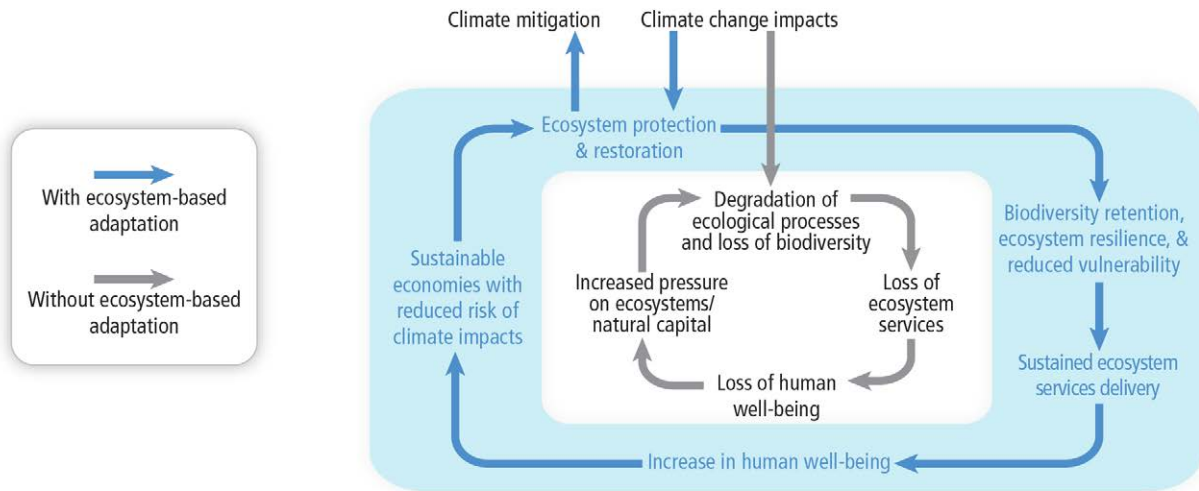 Climate mitigation
Climate change impacts
With ecosystem-based
adaptation
Without ecosystem-based
adaptation
Ecosystem protection
& restoration
Biodiversity retention,
ecosystem resilience, &
reduced vulnerability
Sustained ecosystem
services delivery
Increase in human well-being
Sustainable
economies with
reduced risk of
climate impacts
Degradation of
ecological processes
and loss of biodiversity
Loss of
ecosystem
services
Loss of human
well-being
Increased pressure
on ecosystems/
natural capital